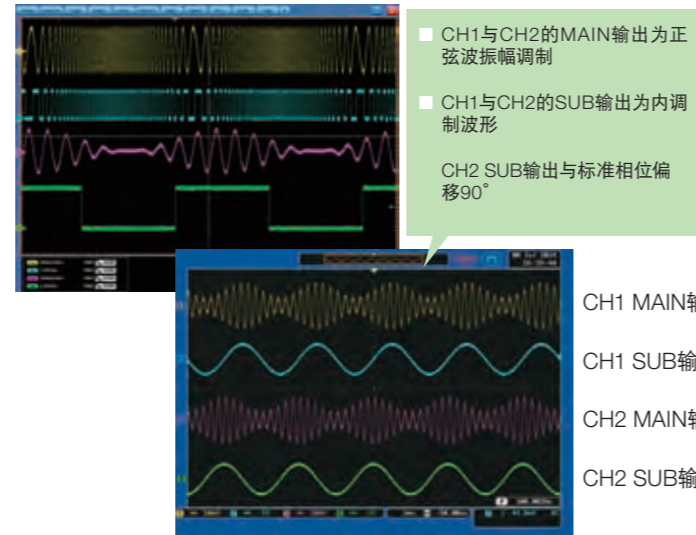 CH1与CH2的MAIN输出为正
弦波振幅调制
CH1与CH2的SUB输出为内调
制波形
CH2 SUB输出与标准相位偏
移90°
CH1 MAIN输
CH1 SUB输
CH2 MAIN输
CH2 SUB输